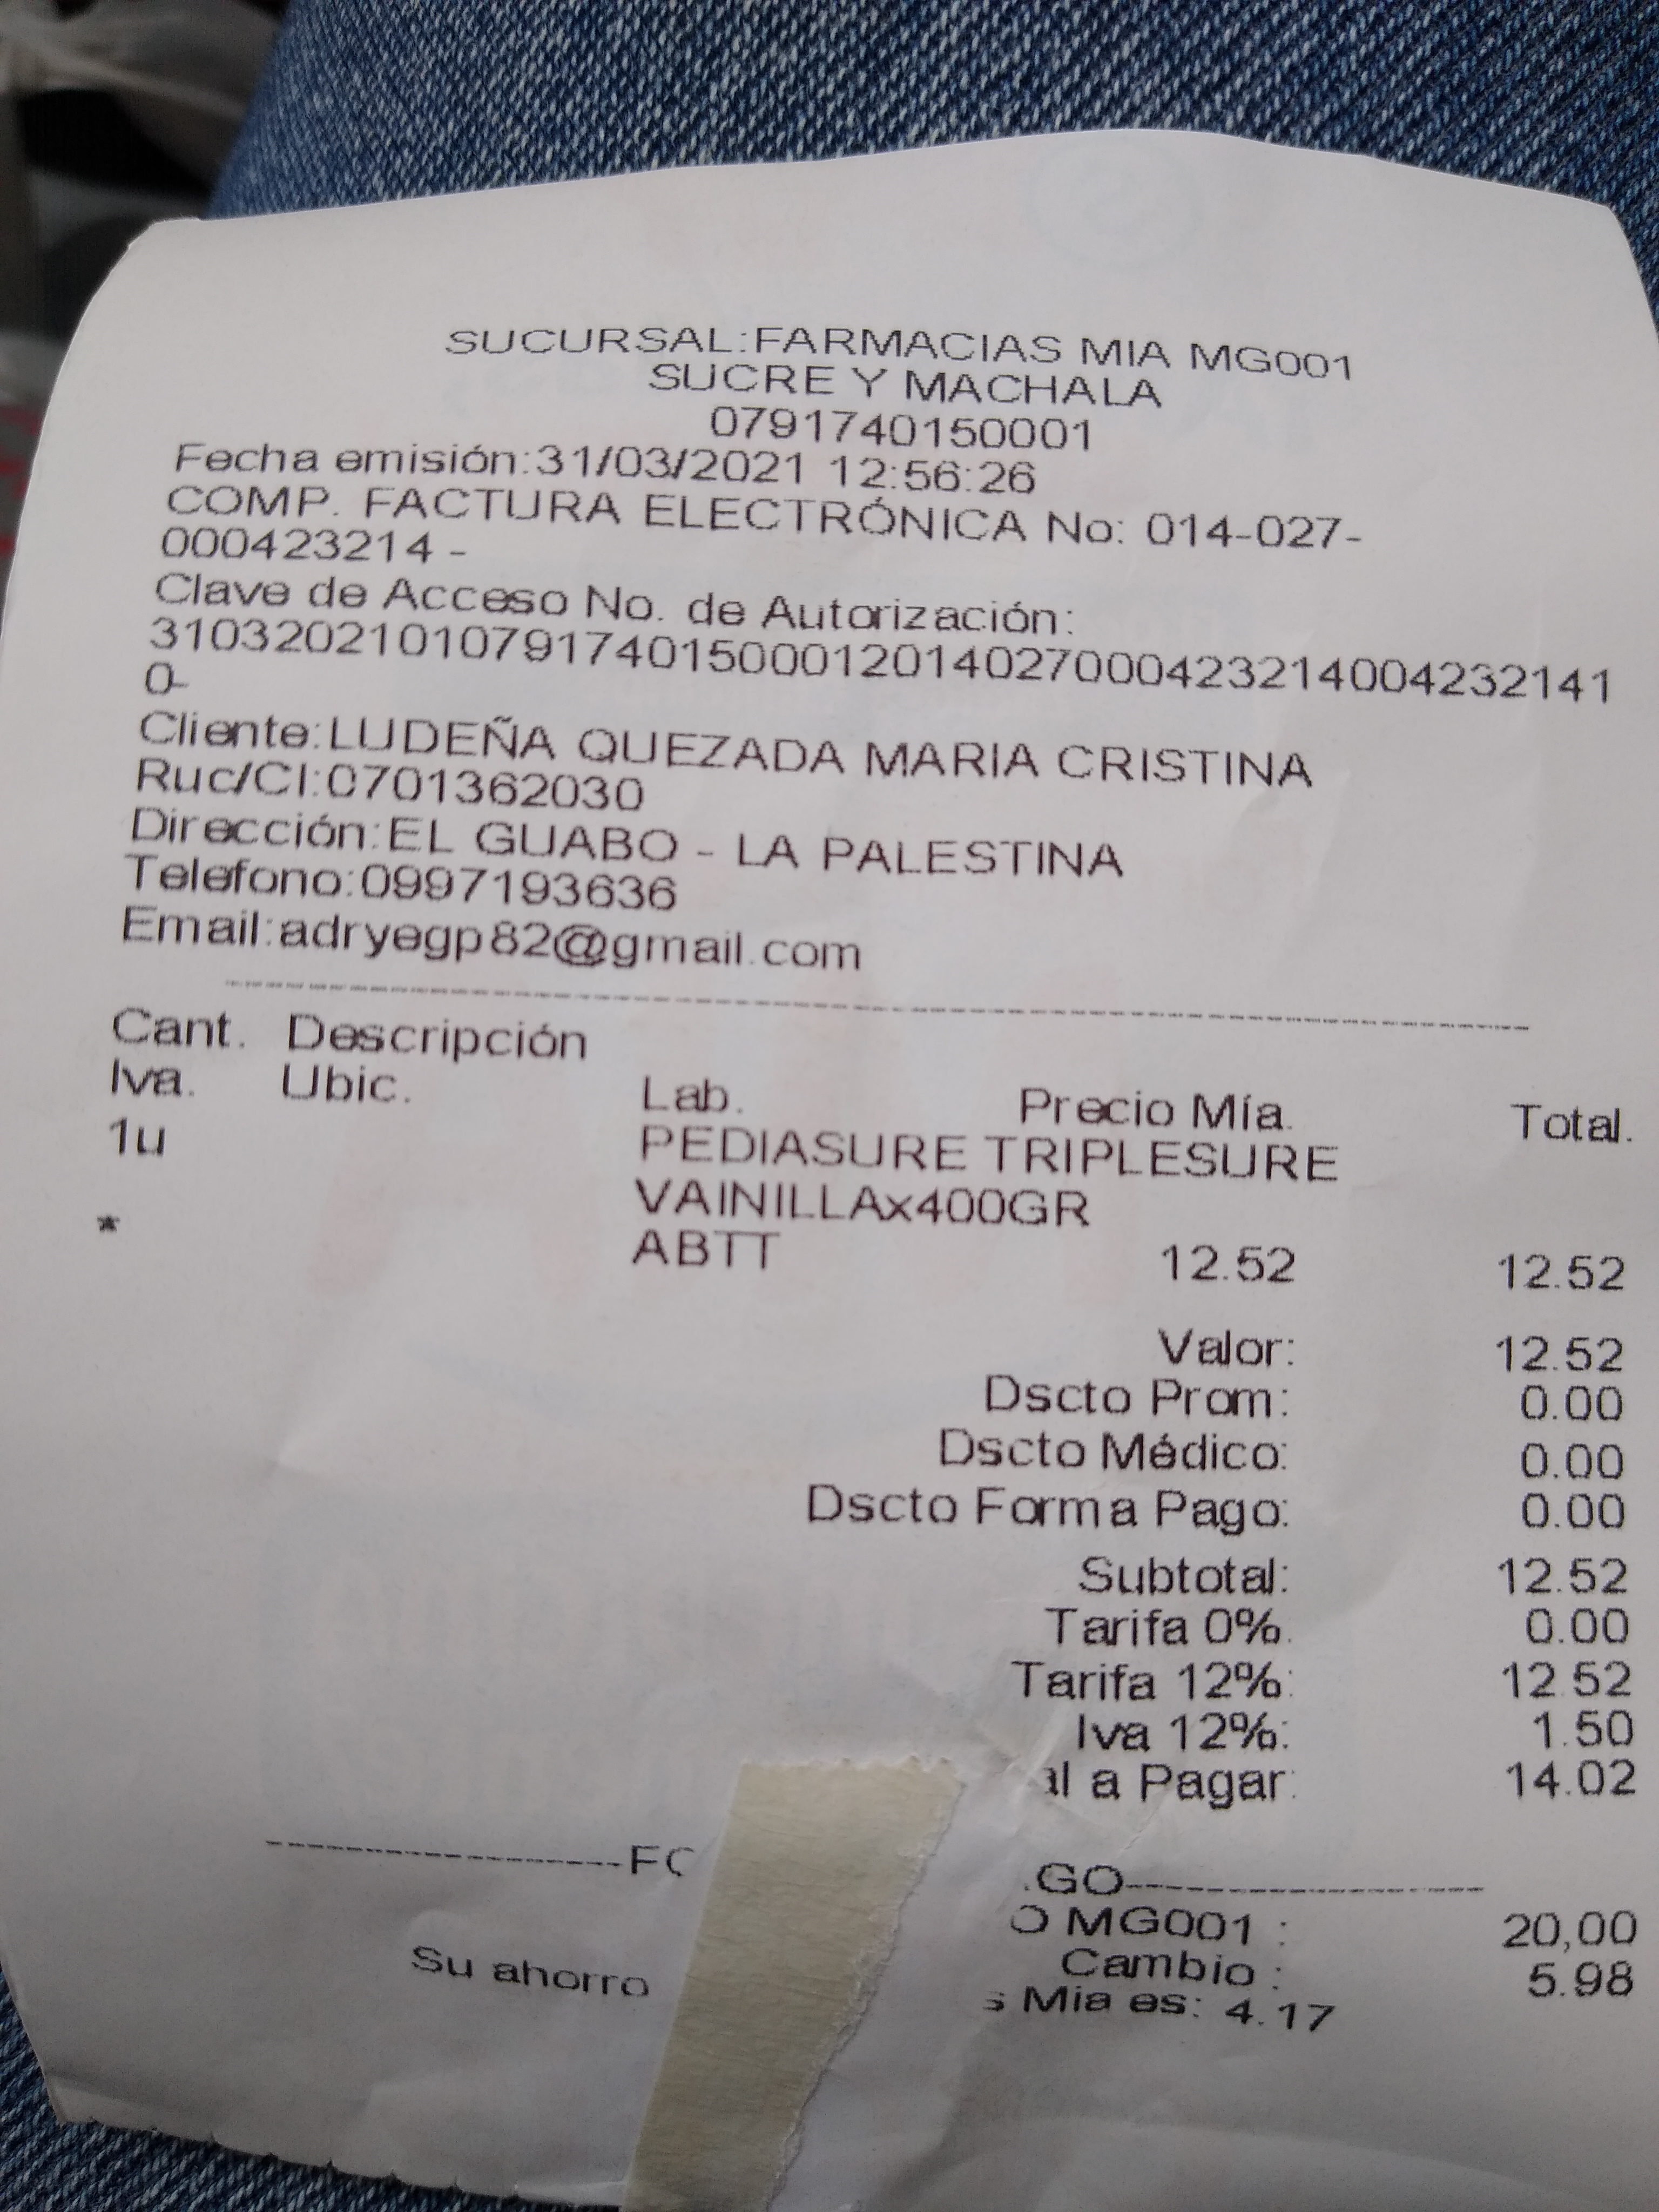 SUCURSAL:FARMACIAS MIA MG001
SUCRE Y MACHALA
0791740150001
Fecha emisión:31/03/2021 12:56:26
COMP. FACTURA ELECTRÓNICA No: 014-027-
000423214 -
Clave de Acceso No. de Autorización:
310320210107917401500012014027000423214004232141
0-
Cliente:LUDEÑA QUEZADA MARIA CRISTINA
Ruc/CI:0701362030
Dirección:EL GUABO - LA PALESTINA
Telefono:0997193636
Email:adryegp82@gmail.com
Cant. Descripción
Iva. Ubic. Lab. Precio Mía. Total.
1u PEDIASURE TRIPLESURE
VAINILLAx400GR
* ABTT 12.52 12.52
Valor: 12.52
Dscto Prom: 0.00
Dscto Médico: 0.00
Dscto Forma Pago: 0.00
Subtotal: 12.52
Tarifa 0%. 0.00
Tarifa 12%: 12.52
Iva 12%: 1.50
al a Pagar: 14.02
--------------------FO GO--------------------
O MG001 : 20,00
Cambio : 5.98
Su ahorro s Mia es: 4.17